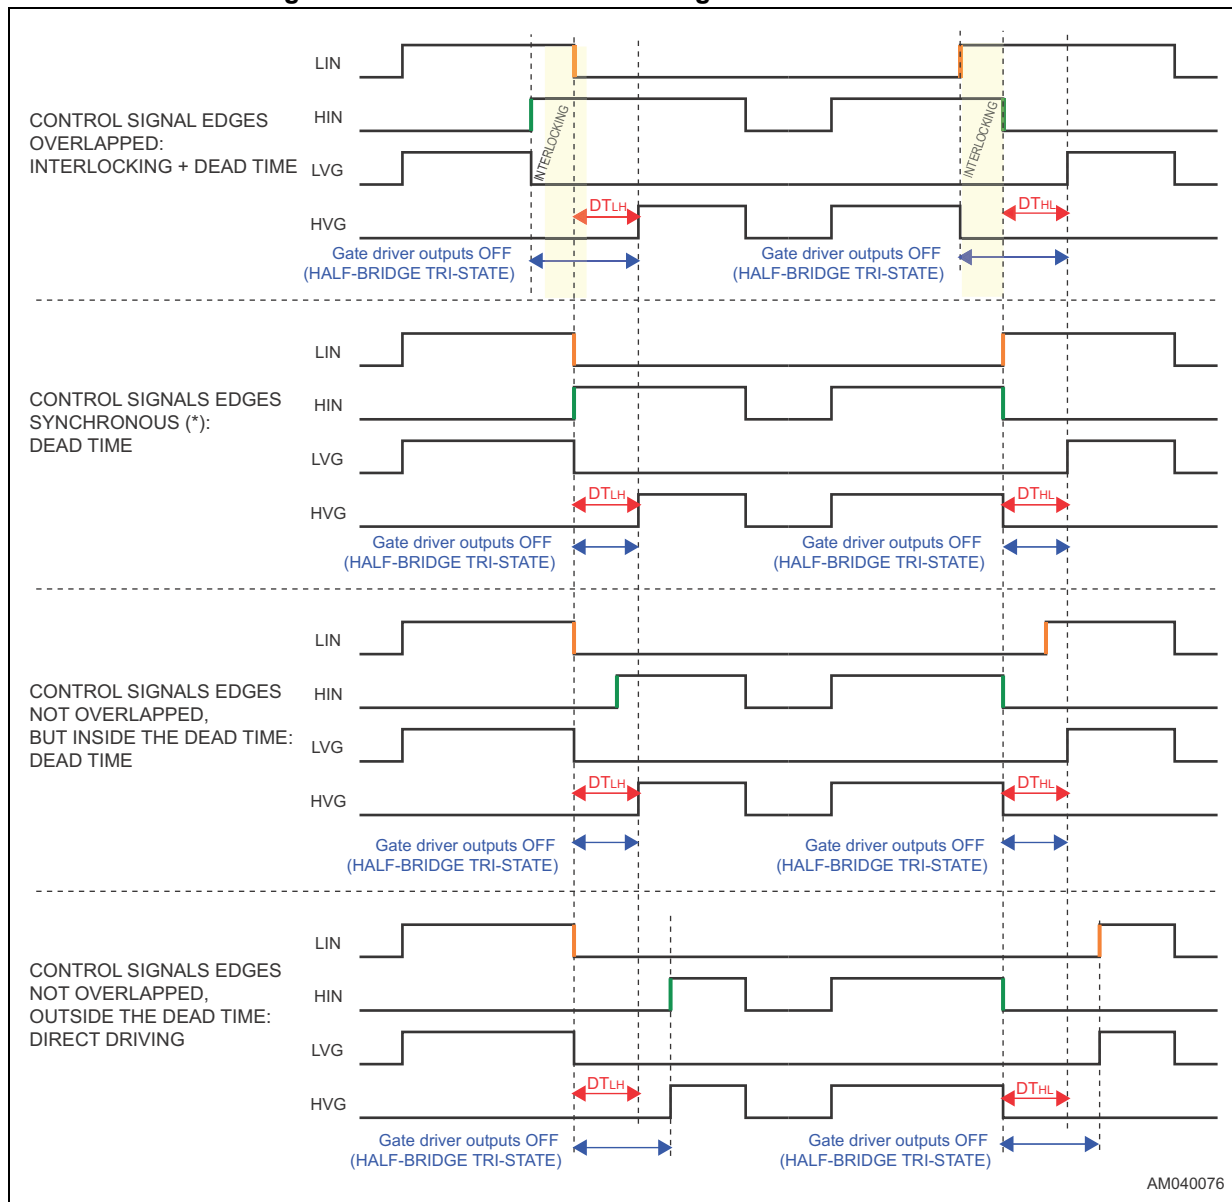 LIN
CONTROL SIGNAL EDGES
OVERLAPPED:
INTERLOCKING + DEAD TIME
HIN
LVG
HVG
INTERLOCKING
INTERLOCKING
DTLH
DTHL
Gate driver outputs OFF
(HALF-BRIDGE TRI-STATE)
Gate driver outputs OFF
(HALF-BRIDGE TRI-STATE)
LIN
CONTROL SIGNALS EDGES
SYNCHRONOUS (*):
DEAD TIME
HIN
LVG
HVG
DTLH
DTHL
Gate driver outputs OFF
(HALF-BRIDGE TRI-STATE)
Gate driver outputs OFF
(HALF-BRIDGE TRI-STATE)
LIN
CONTROL SIGNALS EDGES
NOT OVERLAPPED,
BUT INSIDE THE DEAD TIME:
DEAD TIME
HIN
LVG
HVG
DTLH
DTHL
Gate driver outputs OFF
(HALF-BRIDGE TRI-STATE)
Gate driver outputs OFF
(HALF-BRIDGE TRI-STATE)
LIN
CONTROL SIGNALS EDGES
NOT OVERLAPPED,
OUTSIDE THE DEAD TIME:
DIRECT DRIVING
HIN
LVG
HVG
DTLH
DTHL
Gate driver outputs OFF
(HALF-BRIDGE TRI-STATE)
Gate driver outputs OFF
(HALF-BRIDGE TRI-STATE)
AM040076